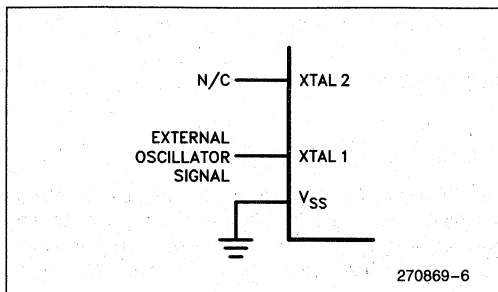 N/C
XTAL 2
EXTERNAL
OSCILLATOR
SIGNAL
XTAL 1
VSS
270869-6